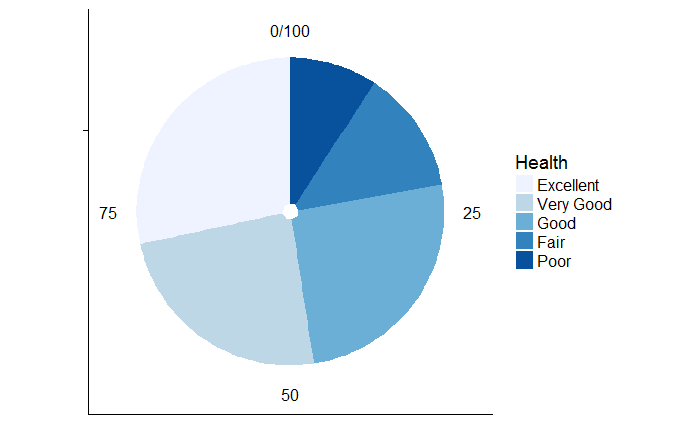 0/100
75
25
50
Health
Excellent
Very Good
Good
Fair
Poor